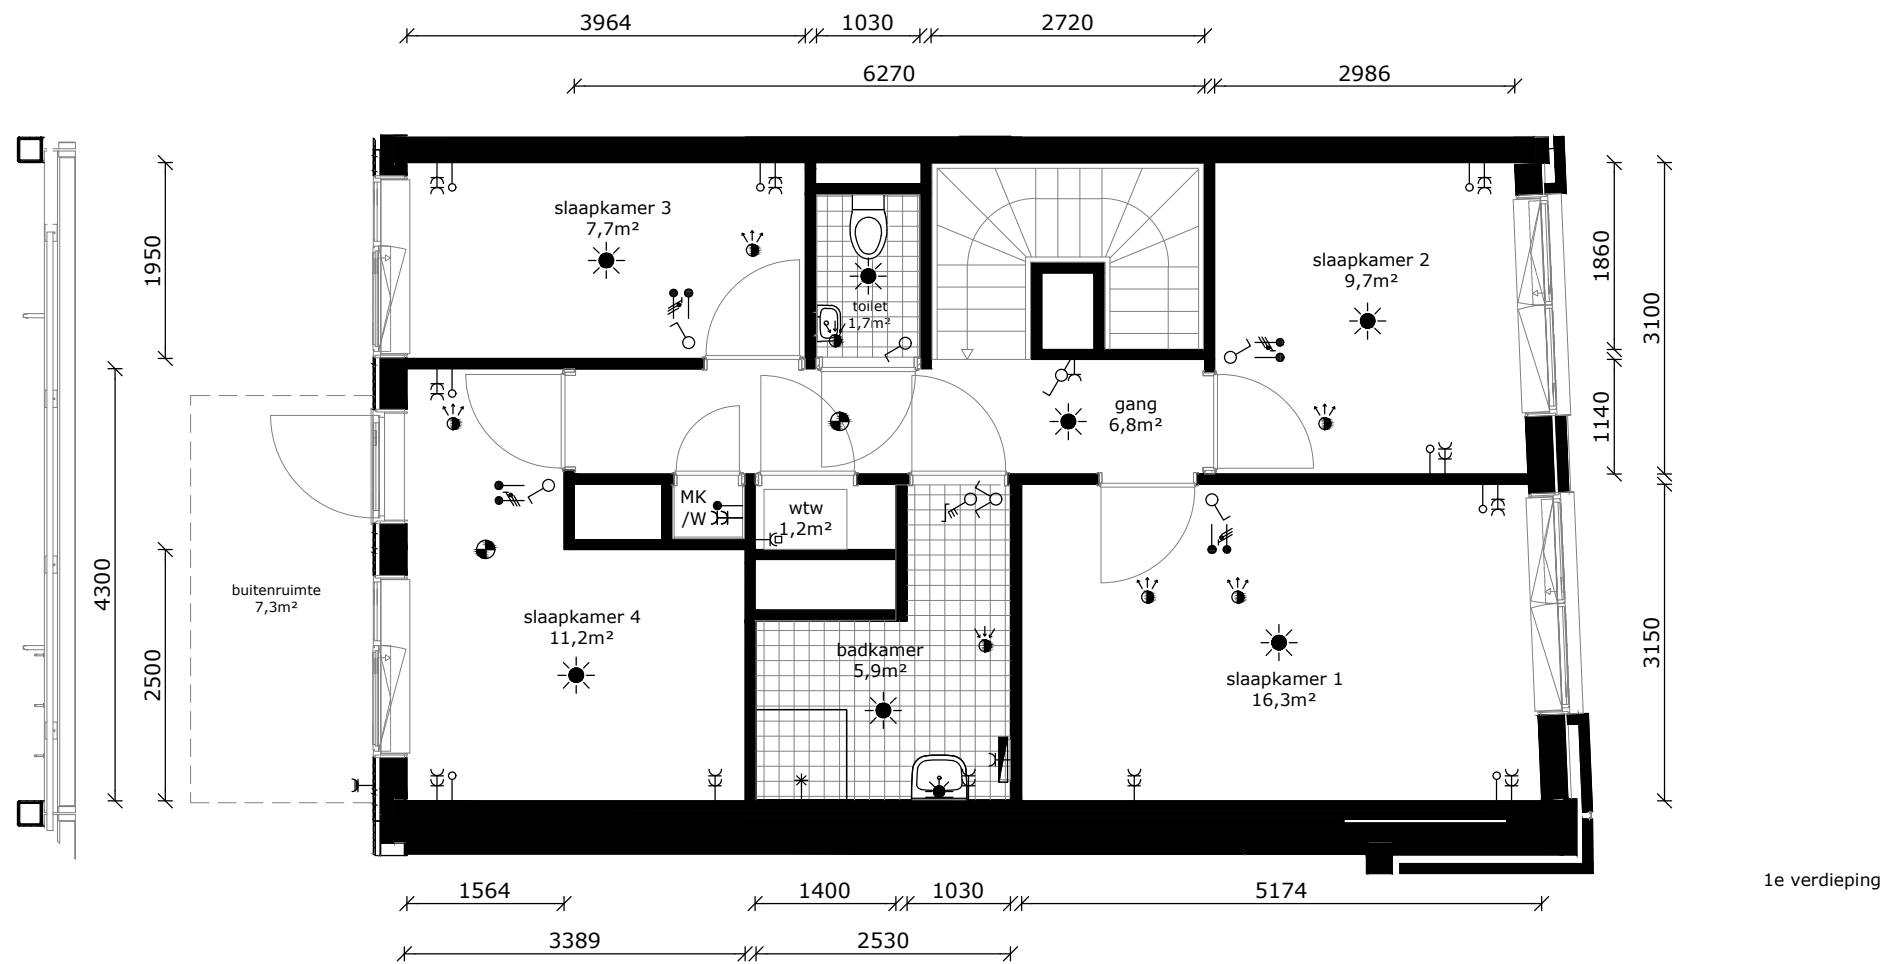 3964
1030
2720
6270
2986
1950
4300
2500
slaapkamer 3
7,7m²
toilet
1,7m²
slaapkamer 2
9,7m²
1860
3100
1140
gang
6,8m²
MK
/W
wtw
1,2m²
buitenruimte
7,3m²
slaapkamer 4
11,2m²
badkamer
5,9m²
slaapkamer 1
16,3m²
3150
1564
1400
1030
5174
3389
2530
1e verdieping